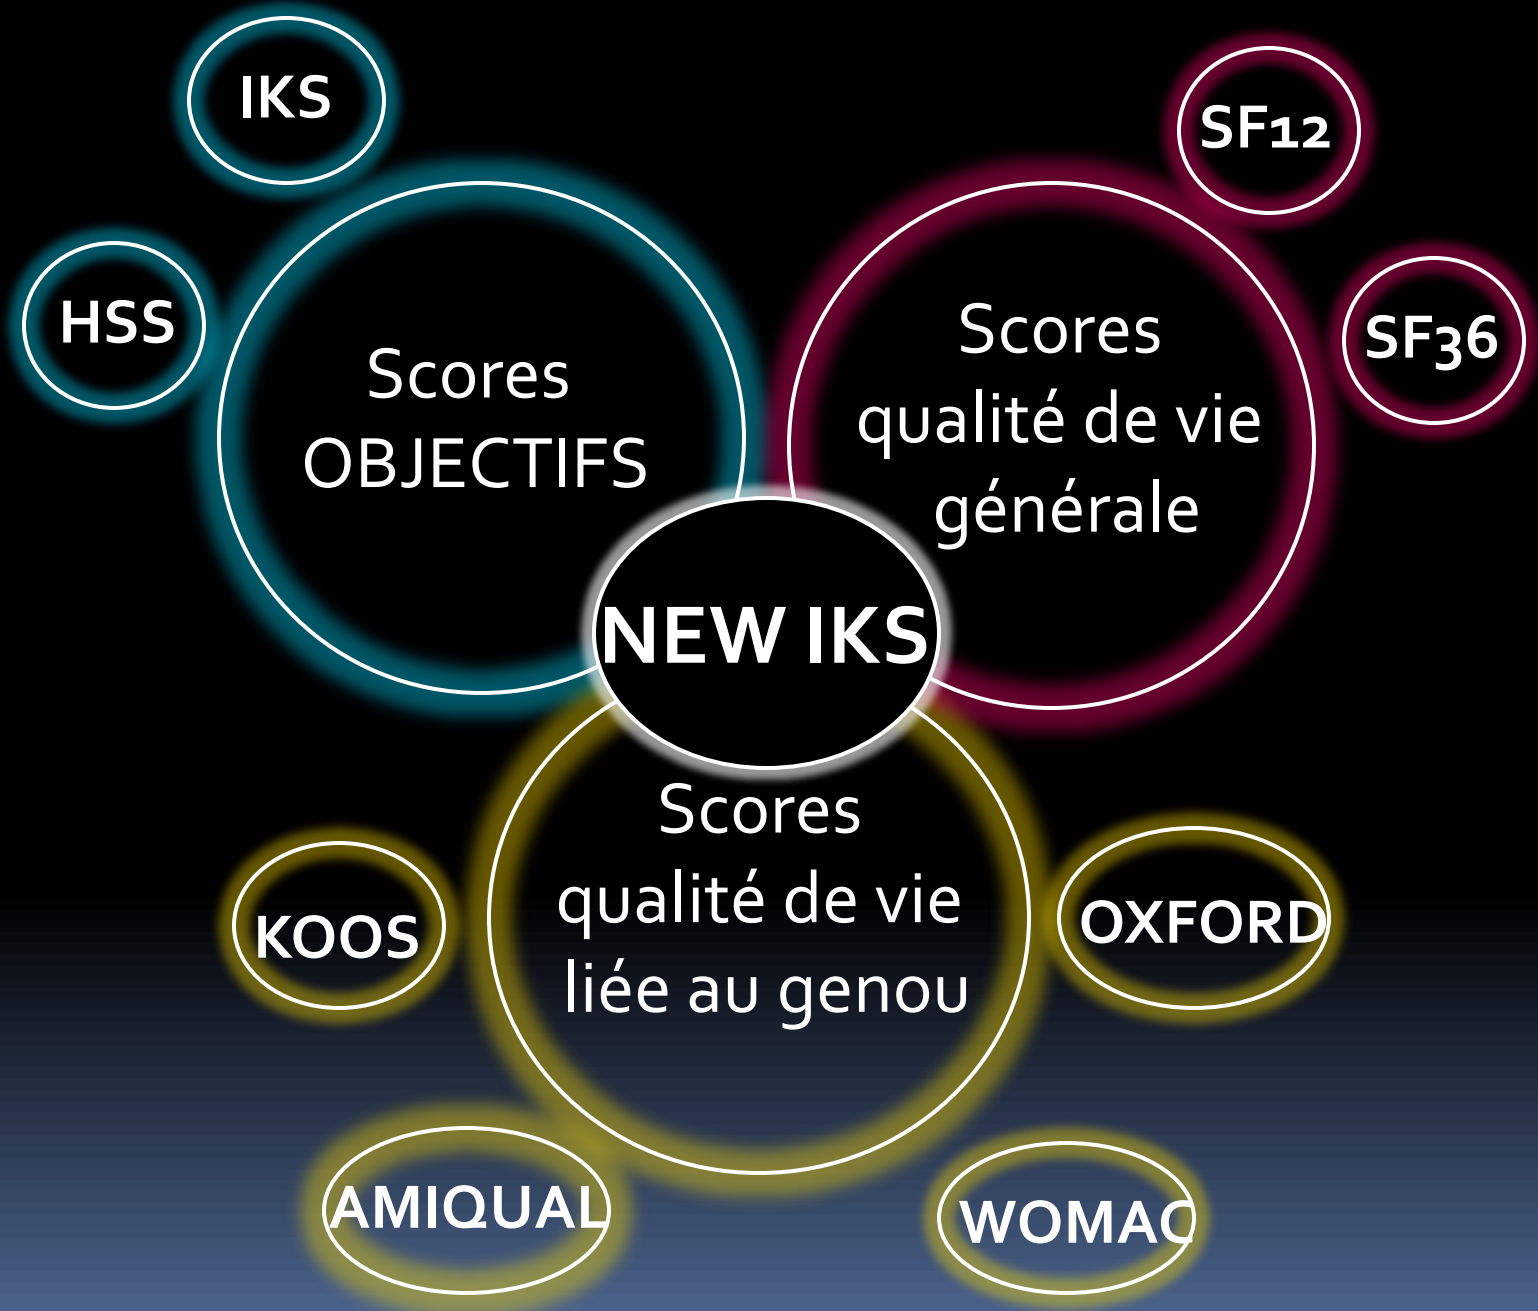 IKS
HSS
Scores
OBJECTIFS
SF12
SF36
Scores
qualité de vie
générale
NEW IKS
Scores
qualité de vie
liée au genou
KOOS
OXFORD
AMIQUAL
WOMAC